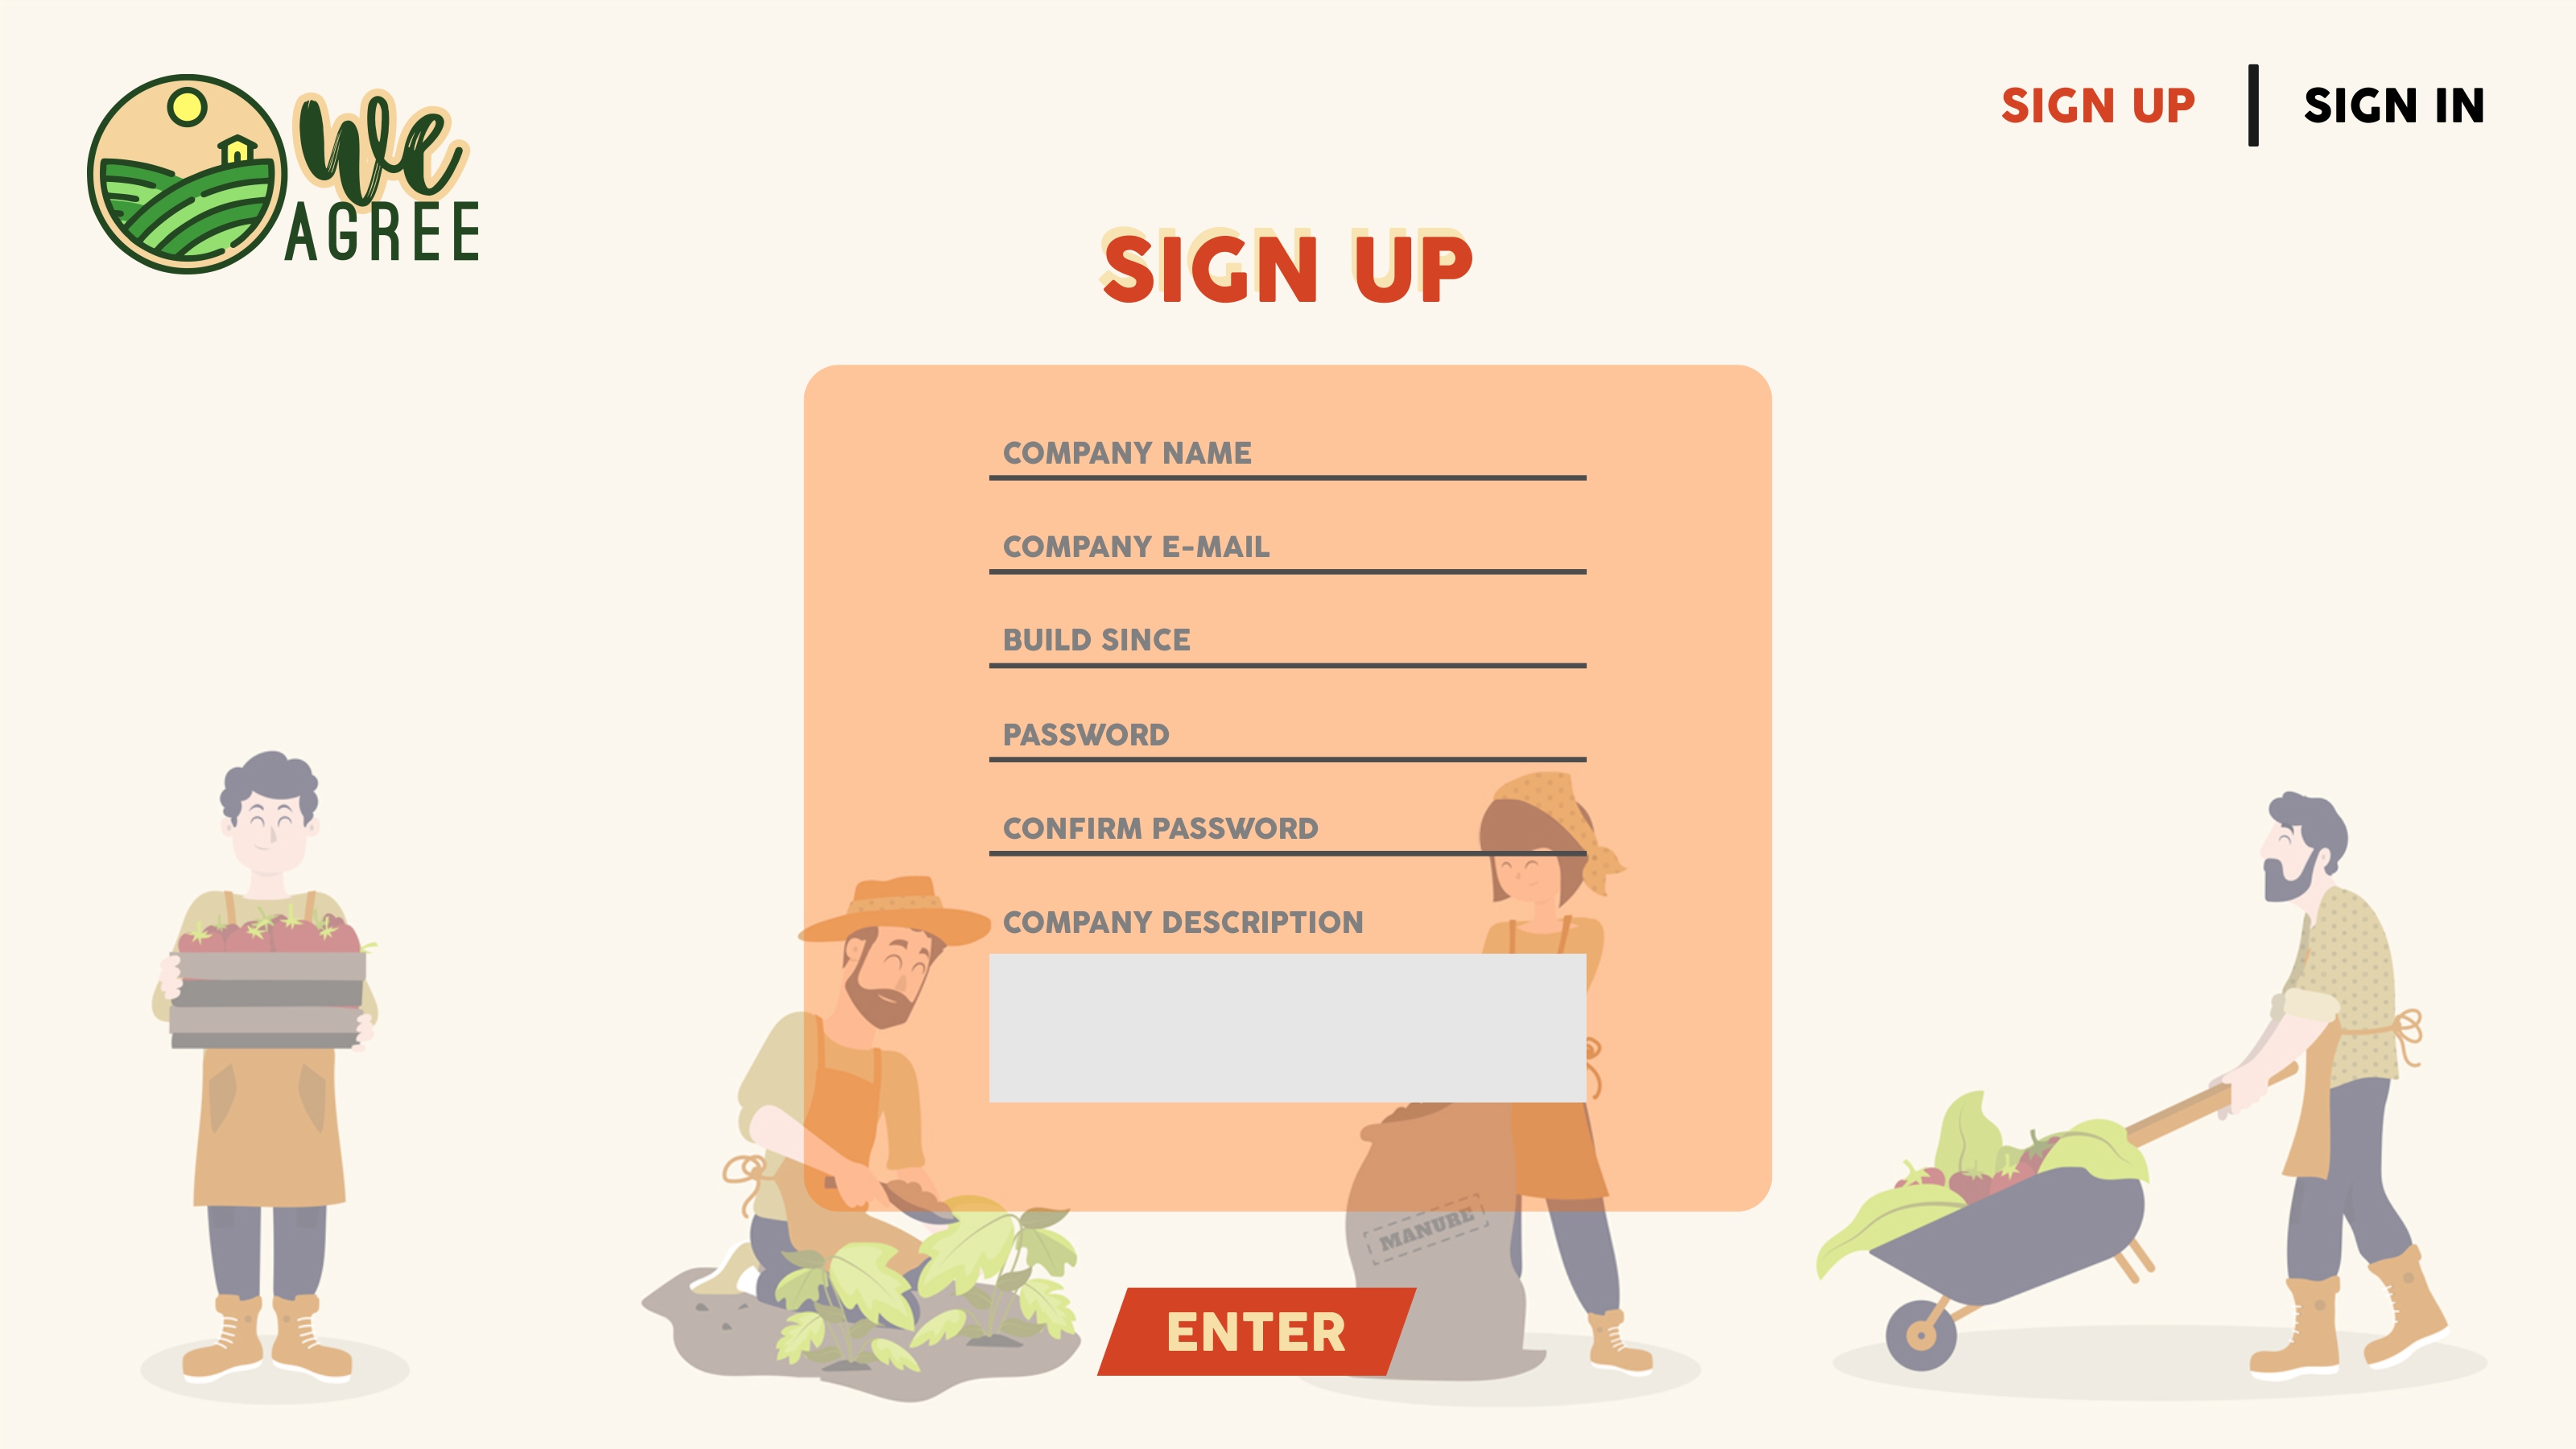 We
AGREE
SIGN UP
SIGN IN
SIGN UP
COMPANY NAME
COMPANY E-MAIL
BUILD SINCE
PASSWORD
CONFIRM PASSWORD
COMPANY DESCRIPTION
MANURE
ENTER